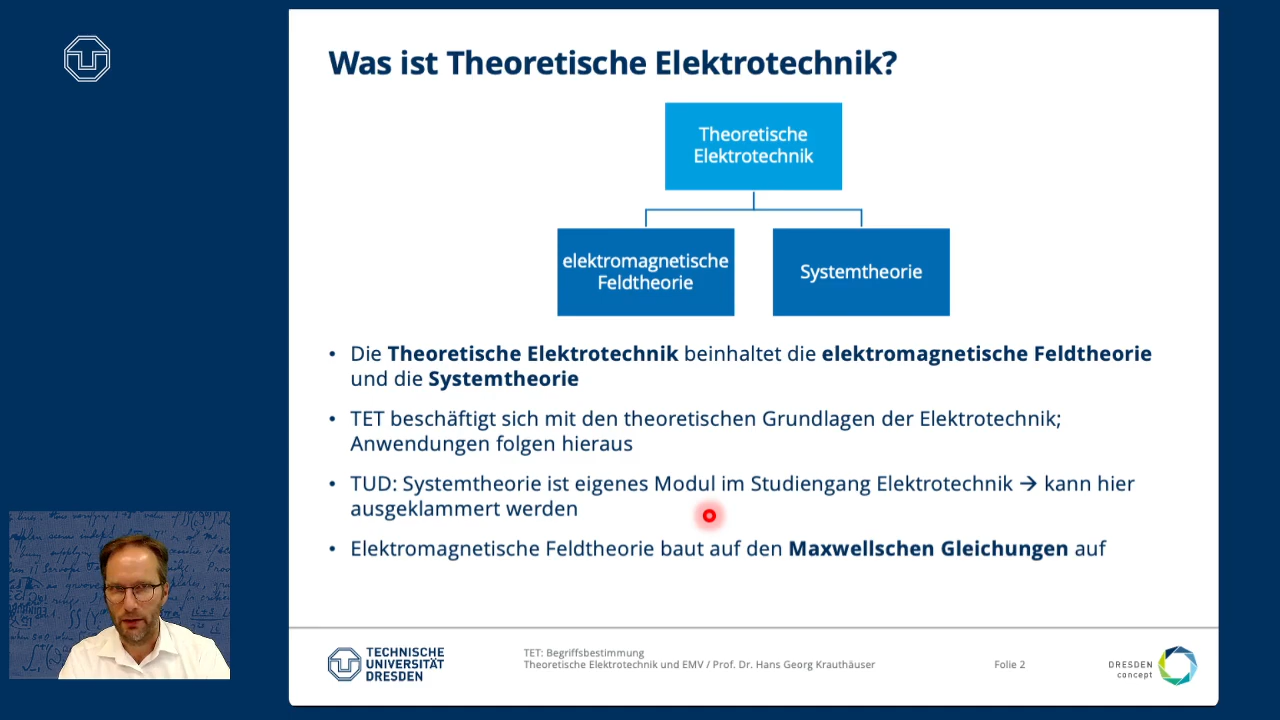 Was ist Theoretische Elektrotechnik?
Theoretische
Elektrotechnik
elektromagnetische
Feldtheorie
Systemtheorie
• Die Theoretische Elektrotechnik beinhaltet die elektromagnetische Feldtheorie
und die Systemtheorie
• TET beschäftigt sich mit den theoretischen Grundlagen der Elektrotechnik;
Anwendungen folgen hieraus
• TUD: Systemtheorie ist eigenes Modul im Studiengang Elektrotechnik → kann hier
ausgeklammert werden
• Elektromagnetische Feldtheorie baut auf den Maxwellschen Gleichungen auf
TECHNISCHE
UNIVERSITÄT
DRESDEN
TET: Begriffsbestimmung
Theoretische Elektrotechnik und EMV / Prof. Dr. Hans Georg Krauthäuser
Folie 2
DRESDEN
concept